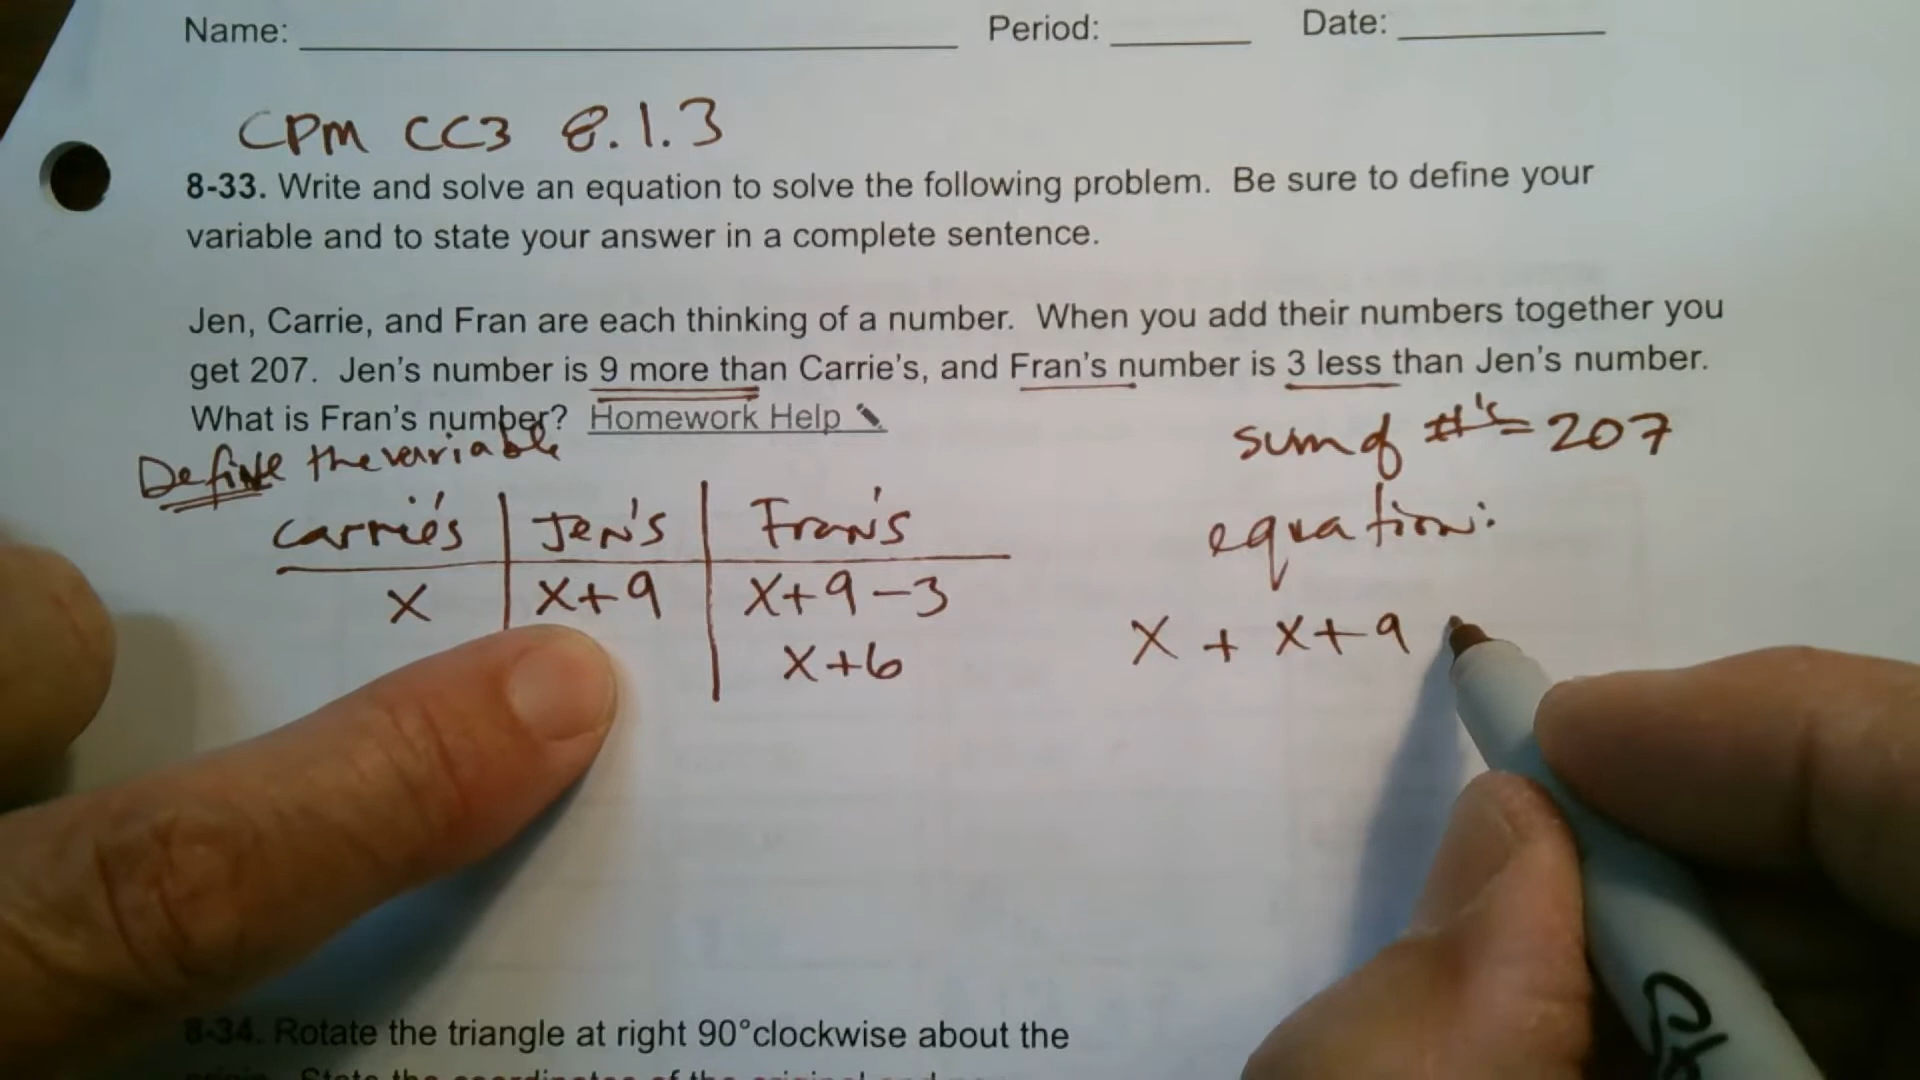 Name: Period: Date:
CPM CC3 8.1.3
8-33. Write and solve an equation to solve the following problem. Be sure to define your
variable and to state your answer in a complete sentence.
Jen, Carrie, and Fran are each thinking of a number. When you add their numbers together you
get 207. Jen's number is 9 more than Carrie's, and Fran's number is 3 less than Jen's number.
What is Fran's number? Homework Help
Define the variable
sum of #'s = 207
Carrie's Jen's Fran's
equation:
x x+9 x+9-3
x+6
x + x+9
8-34. Rotate the triangle at right 90°clockwise about the